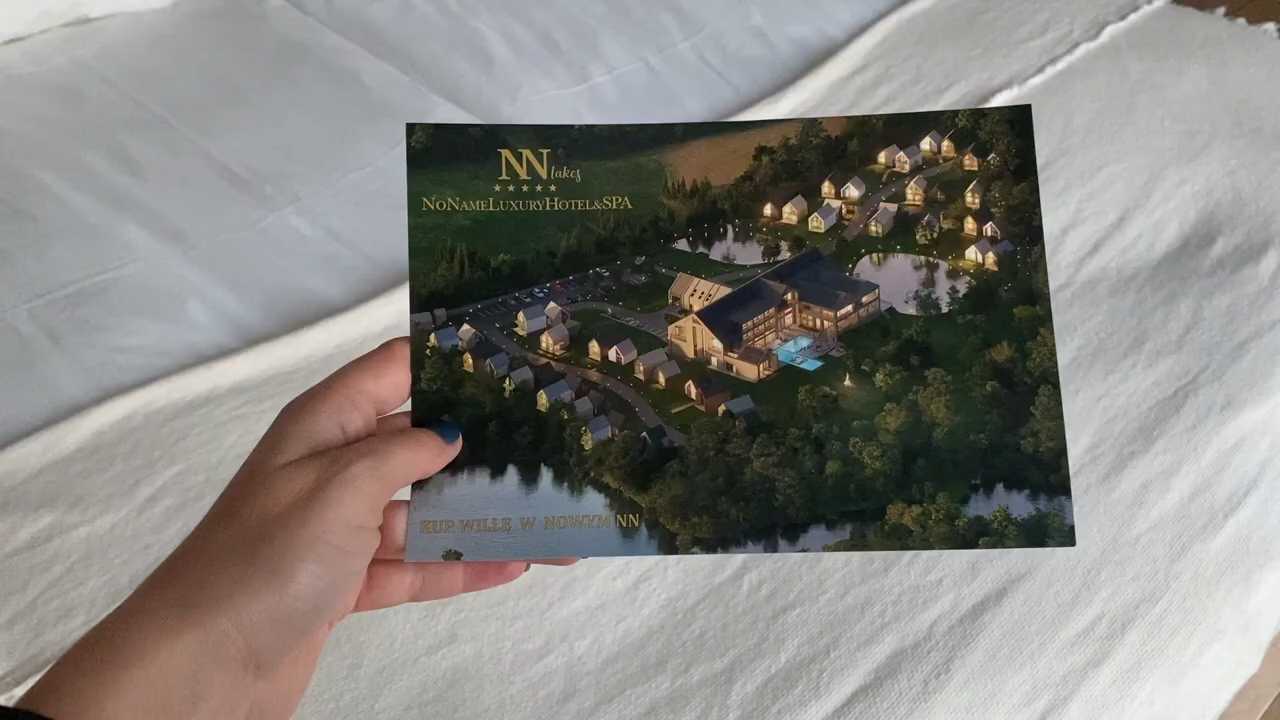 NN lakes
★★★★★
NONAMELUXURYHOTEL&SPA
KUP WILLĘ W NOWYM NN